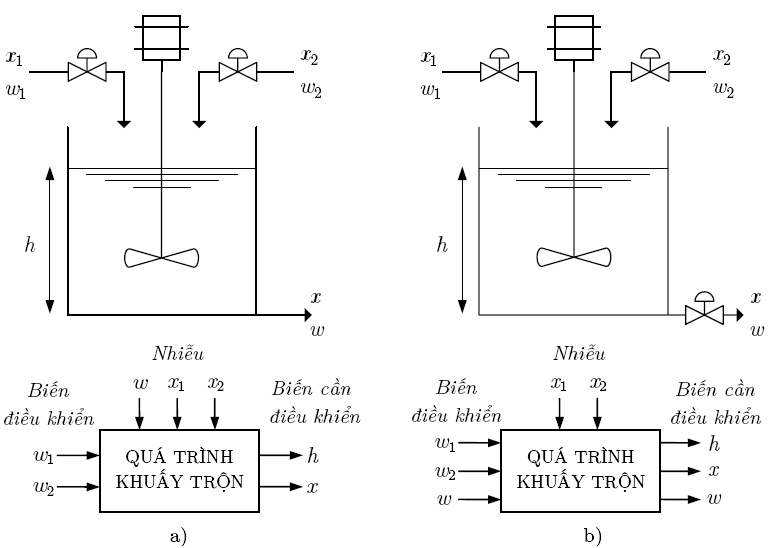 x1
w1
x2
w2
h
x
w
x1
w1
x2
w2
h
x
w
Nhiễu
w x1 x2
Biến
điều khiển
Biến cần
điều khiển
w1
w2
QUÁ TRÌNH
KHUẤY TRỘN
h
x
a)
Nhiễu
x1 x2
Biến
điều khiển
Biến cần
điều khiển
w1
w2
w
QUÁ TRÌNH
KHUẤY TRỘN
h
x
w
b)